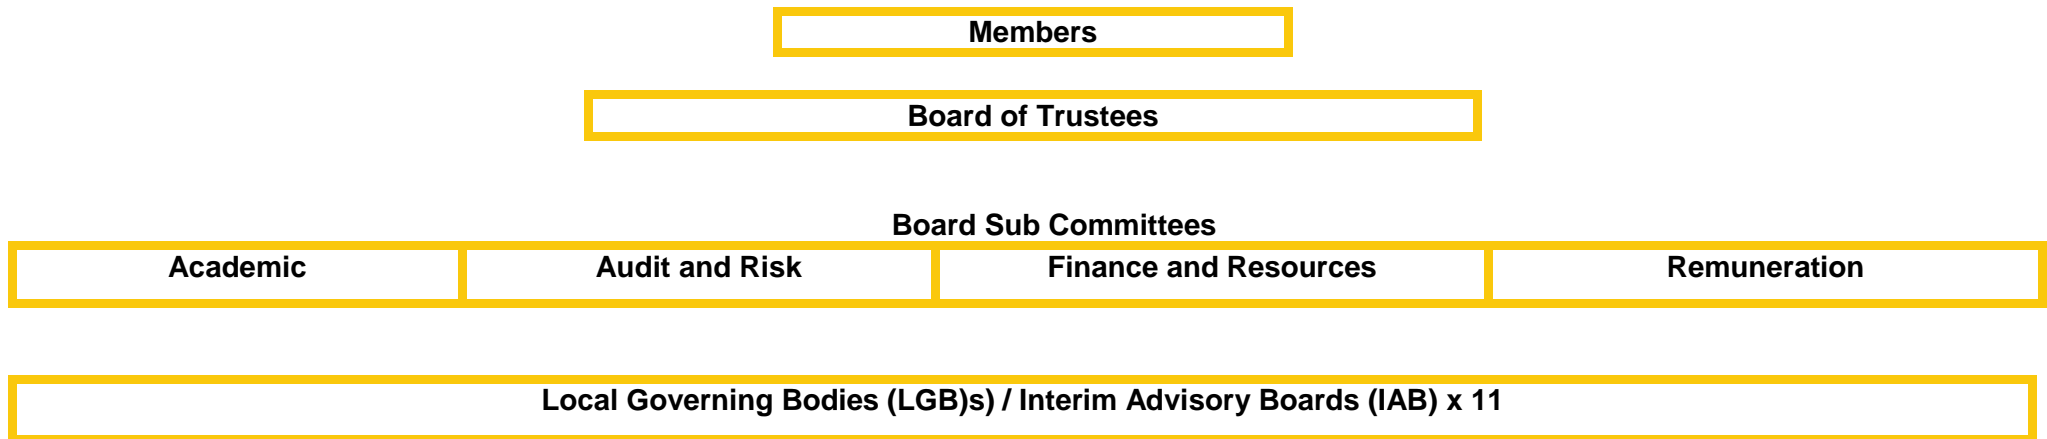 Members
Board of Trustees
Board Sub Committees
Academic Audit and Risk Finance and Resources Remuneration
Local Governing Bodies (LGB)s) / Interim Advisory Boards (IAB) x 11